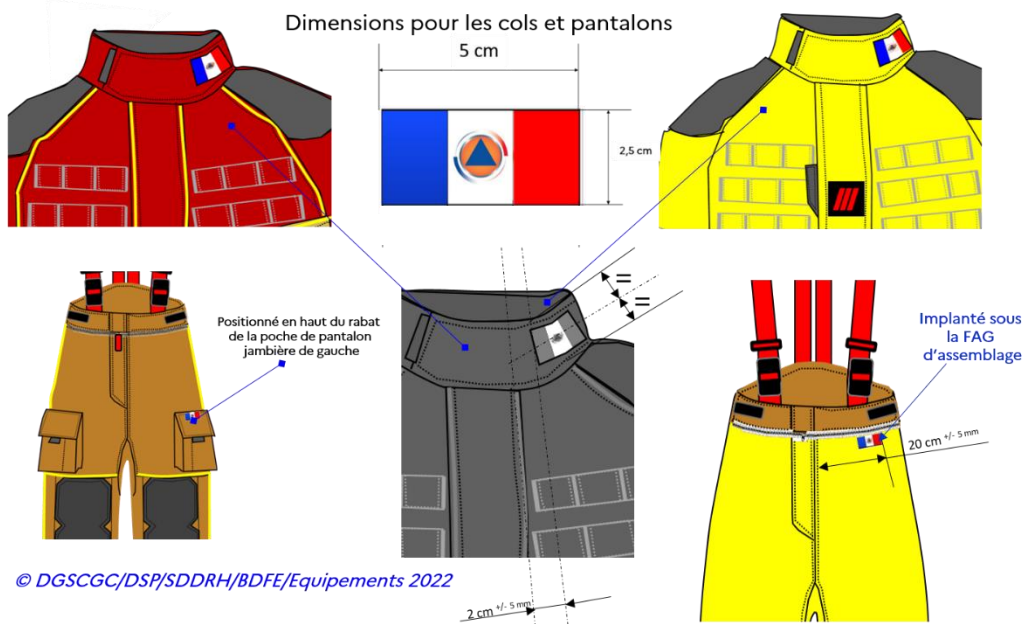 Dimensions pour les cols et pantalons
5 cm
2,5 cm
=
=
Positionné en haut du rabat
de la poche de pantalon
jambière de gauche
Implanté sous
la FAG
d'assemblage
20 cm +/- 5 mm
© DGSCGC/DSP/SDDRH/BDFE/Equipements 2022
2 cm +/- 5 mm